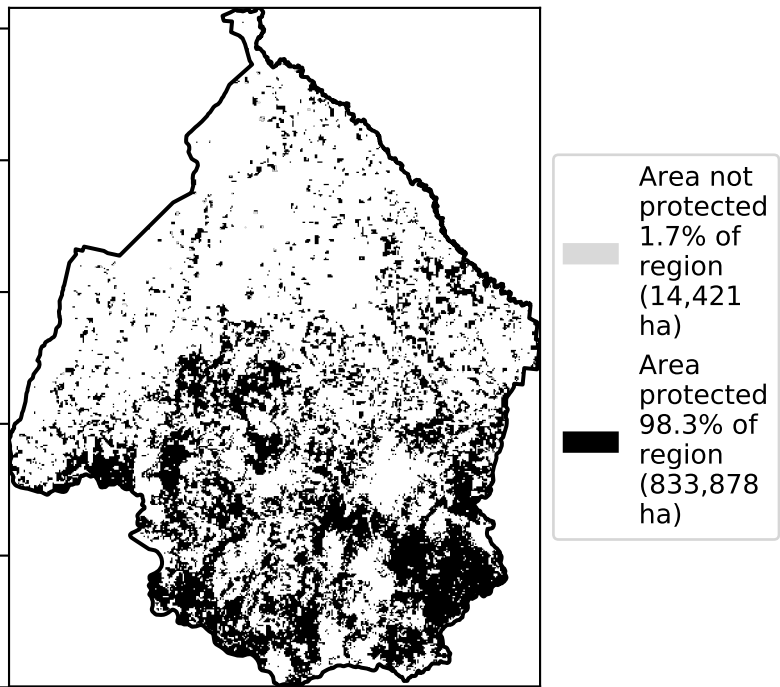 Area not
protected
1.7% of
region
(14,421
ha)
Area
protected
98.3% of
region
(833,878
ha)